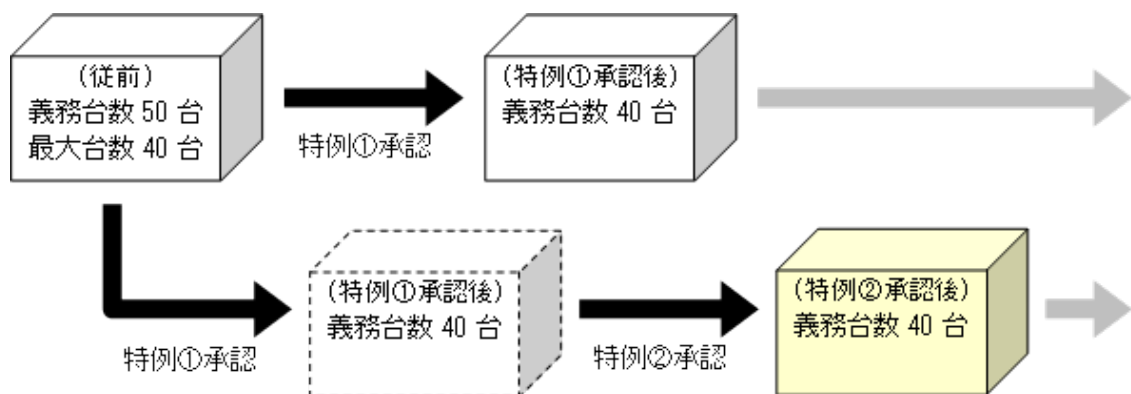 (従前)
義務台数 50 台
最大台数 40 台
特例①承認
(特例①承認後)
義務台数 40 台
特例①承認
(特例①承認後)
義務台数 40 台
特例②承認
(特例②承認後)
義務台数 40 台